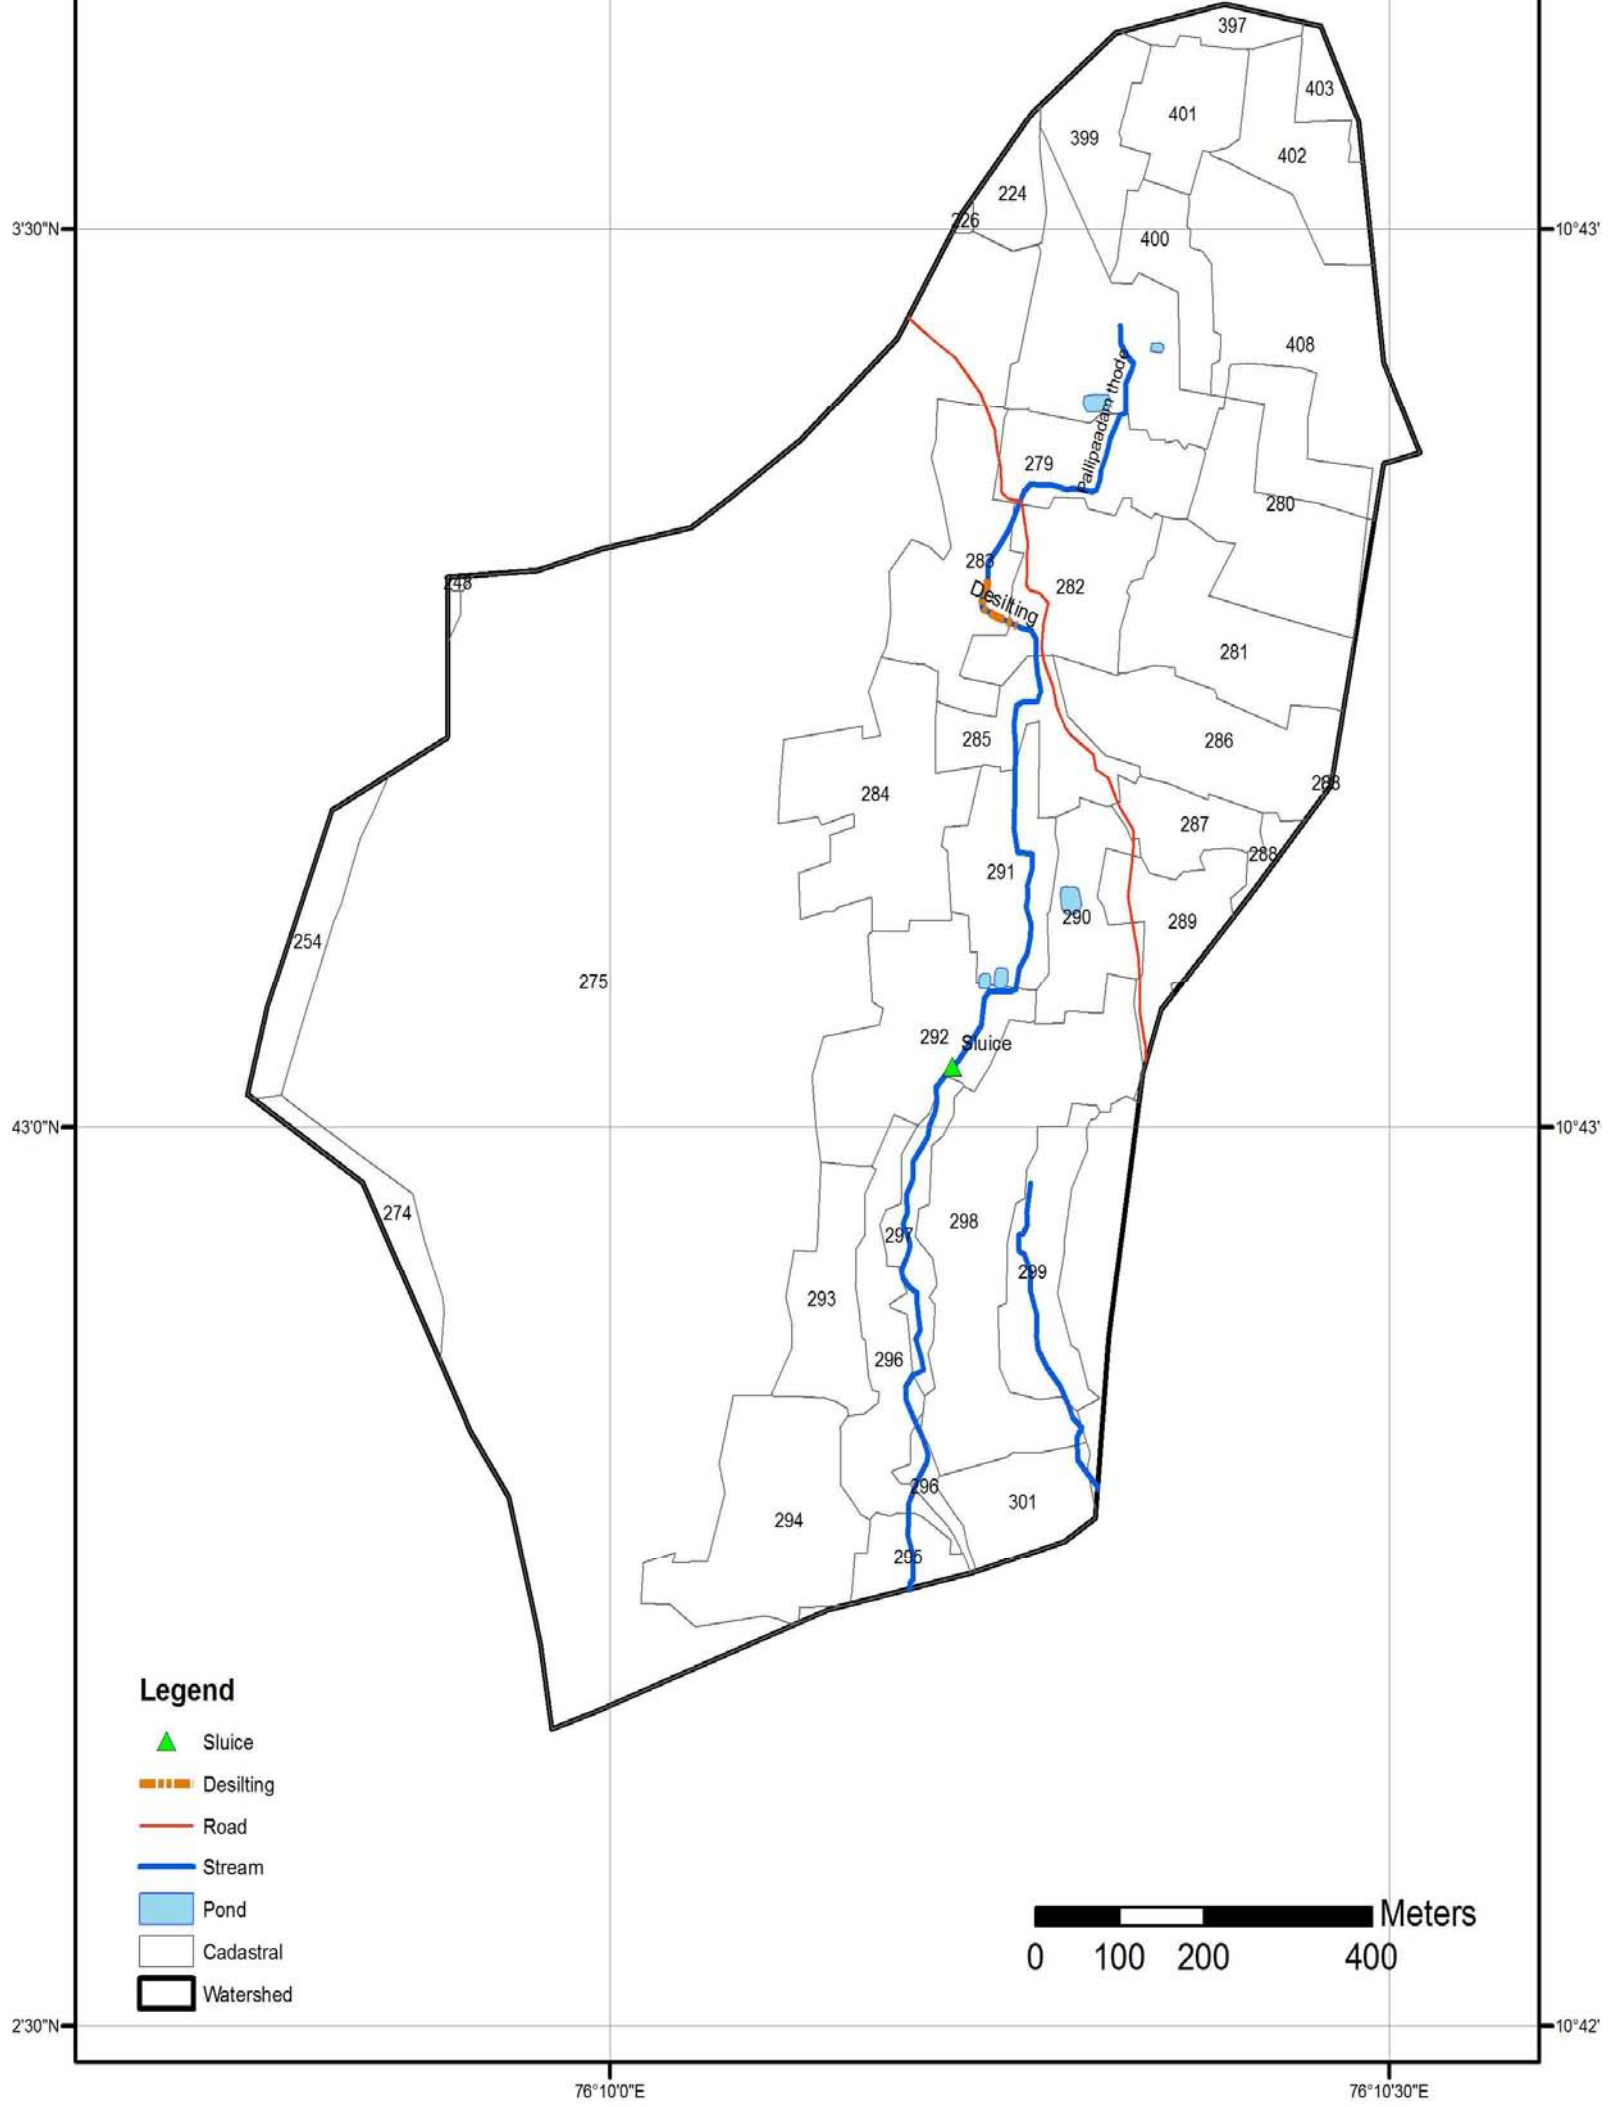 397
403
401
399
402
224
3'30"N
226
10°43'
400
408
Pallipaadam thode
279
280
283
248
282
Desilting
281
285
286
288
284
287
288
291
290
289
254
275
292
Sluice
43'0"N
10°43'
274
298
297
299
293
296
296
301
294
295
Legend
Sluice
Desilting
Road
Stream
Pond
Cadastral
Watershed
Meters
0 100 200 400
2'30"N
10°42'
76°10'0"E
76°10'30"E